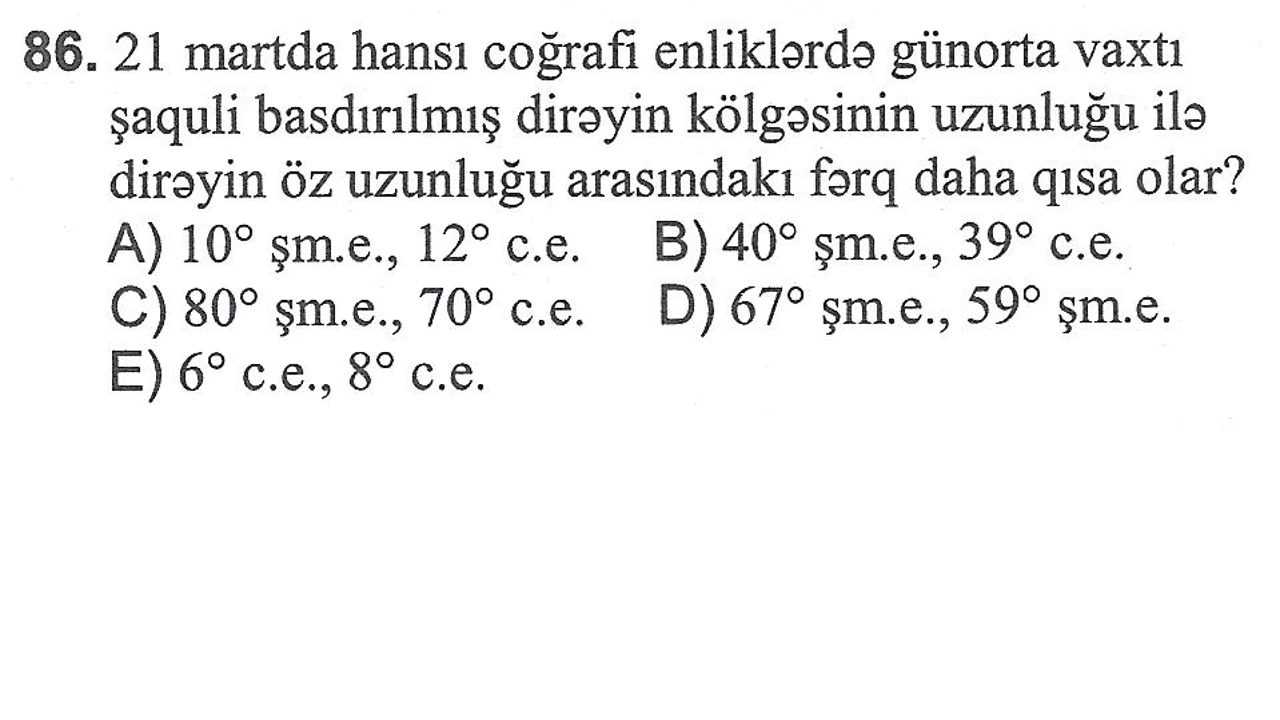 86. 21 martda hansı coğrafi enliklərdə günorta vaxtı
şaquli basdırılmış dirəyin kölgəsinin uzunluğu ilə
dirəyin öz uzunluğu arasındakı fərq daha qısa olar?
A) 10° şm.e., 12° c.e. B) 40° şm.e., 39° c.e.
C) 80° şm.e., 70° c.e. D) 67° şm.e., 59° şm.e.
E) 6° c.e., 8° c.e.